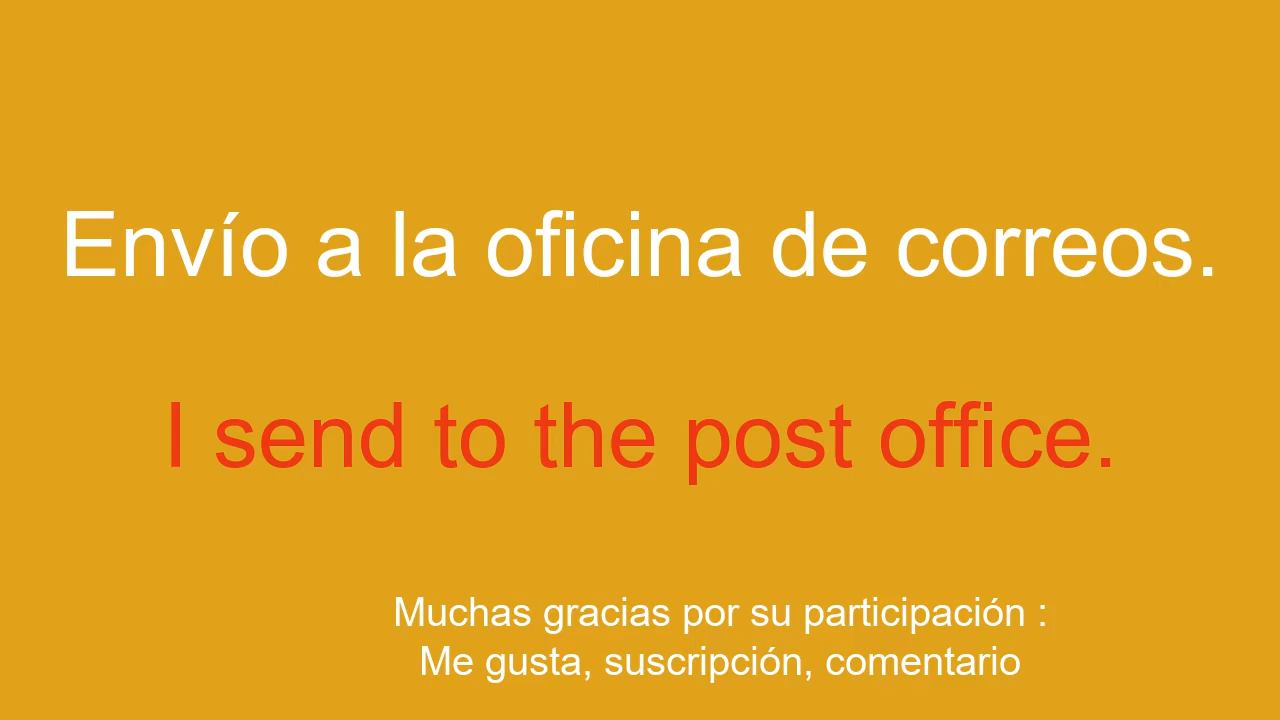 Envío a la oficina de correos.
I send to the post office.
Muchas gracias por su participación :
Me gusta, suscripción, comentario